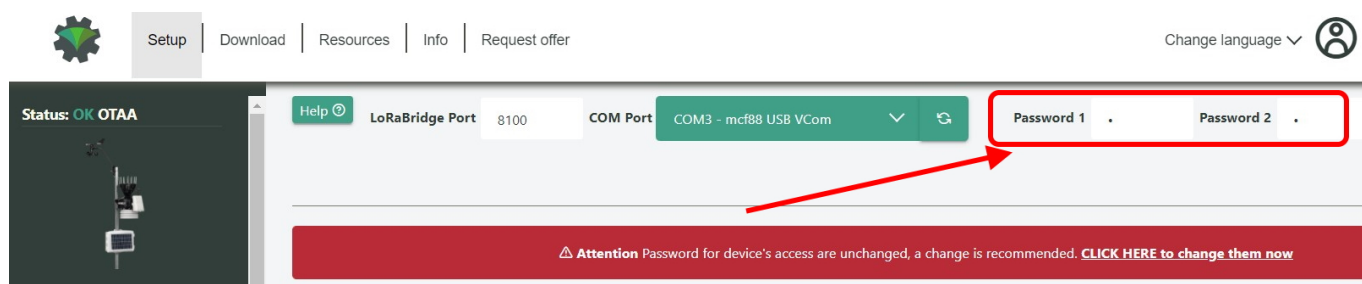 Setup Download Resources Info Request offer Change language
Status: OK OTAA
Help LoRaBridge Port 8100 COM Port COM3 - mcf88 USB VCom Password 1 . Password 2 .
Attention Password for device's access are unchanged, a change is recommended. CLICK HERE to change them now